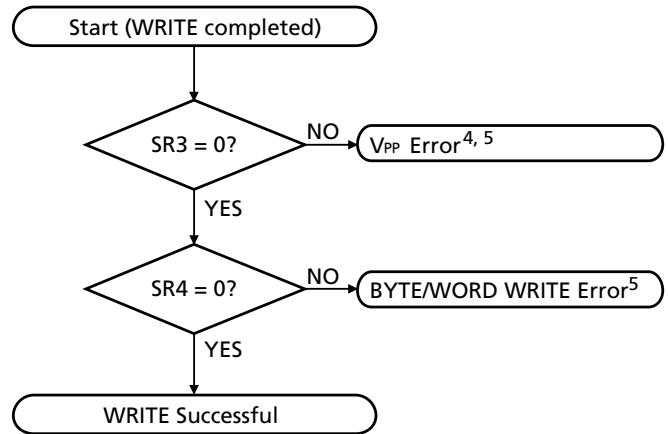 Start (WRITE completed)
SR3 = 0?
NO
VPP Error4, 5
YES
SR4 = 0?
NO
BYTE/WORD WRITE Error5
YES
WRITE Successful